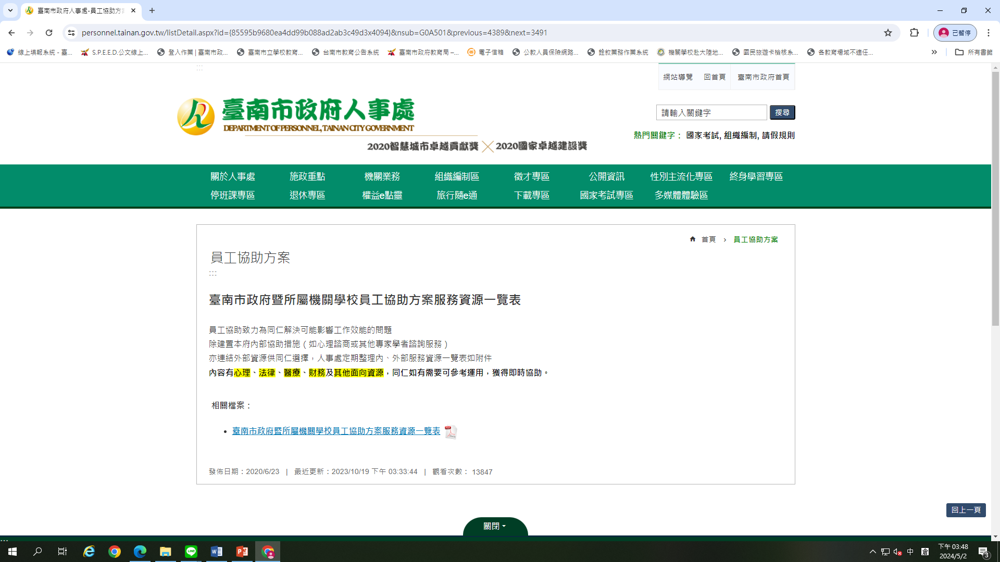 臺南市政府人事處-員工協助方
personnel.tainan.gov.tw/listDetail.aspx?id={85595b9680ea4dd99b088ad2ab3c49d3x4094}&nsub=G0A501&previous=4389&next=3491
已暫停
線上填報系統 - 臺...
S.P.E.E.D.公文線上...
登入作業 | 臺南市政...
臺南市立學校教育...
台南市教育公告系統
臺南市政府教育局 –...
電子信箱
公教人員保險網路...
銓敘業務作業系統
機關學校赴大陸地...
國民旅遊卡檢核系...
各教育場域不適任...
所有書籤
:::
網站導覽 回首頁 臺南市政府首頁
臺南市政府人事處
DEPARTMENT OF PERSONNEL, TAINAN CITY GOVERNMENT
2020智慧城市卓越貢獻獎 2020國家卓越建設獎
請輸入關鍵字 搜尋
熱門關鍵字： 國家考試, 組織編制, 請假規則
關於人事處 施政重點 機關業務 組織編制區 徵才專區 公開資訊 性別主流化專區 終身學習專區
停班課專區 退休專區 權益e點靈 旅行隨e通 下載專區 國家考試專區 多媒體體驗區
首頁 › 員工協助方案
員工協助方案
:::
臺南市政府暨所屬機關學校員工協助方案服務資源一覽表
員工協助致力為同仁解決可能影響工作效能的問題
除建置本府內部協助措施（如心理諮商或其他專家學者諮詢服務）
亦連結外部資源供同仁選擇，人事處定期整理內、外部服務資源一覽表如附件
內容有心理、法律、醫療、財務及其他面向資源，同仁如有需要可參考運用，獲得即時協助。
相關檔案：
• 臺南市政府暨所屬機關學校員工協助方案服務資源一覽表
發佈日期：2020/6/23 | 最近更新：2023/10/19 下午 03:33:44 | 觀看次數： 13847
回上一頁
關閉
:::
中
倉
下午 03:48
2024/5/2
3